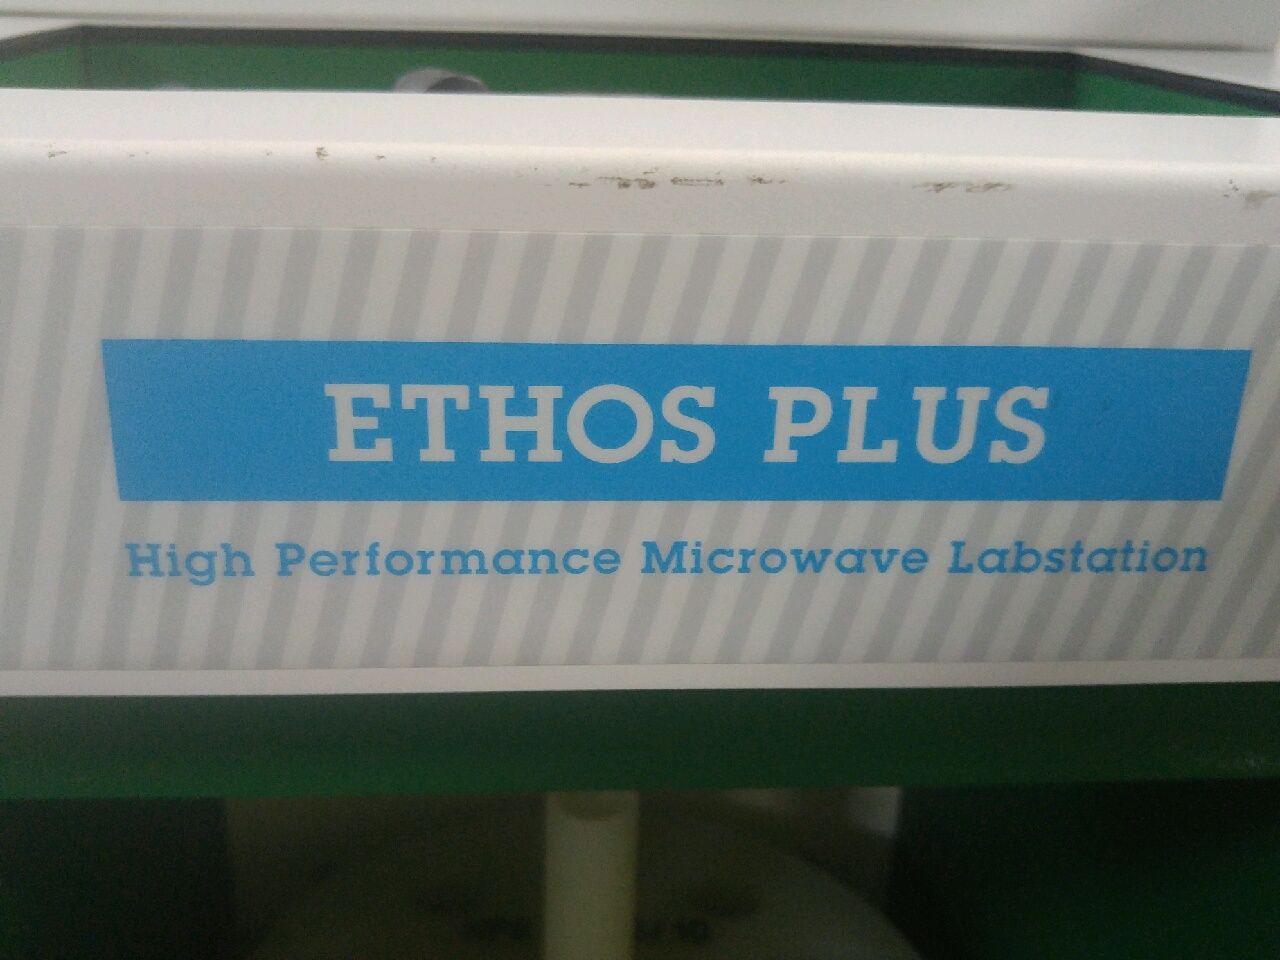 ETHOS PLUS
High Performance Microwave Labstation